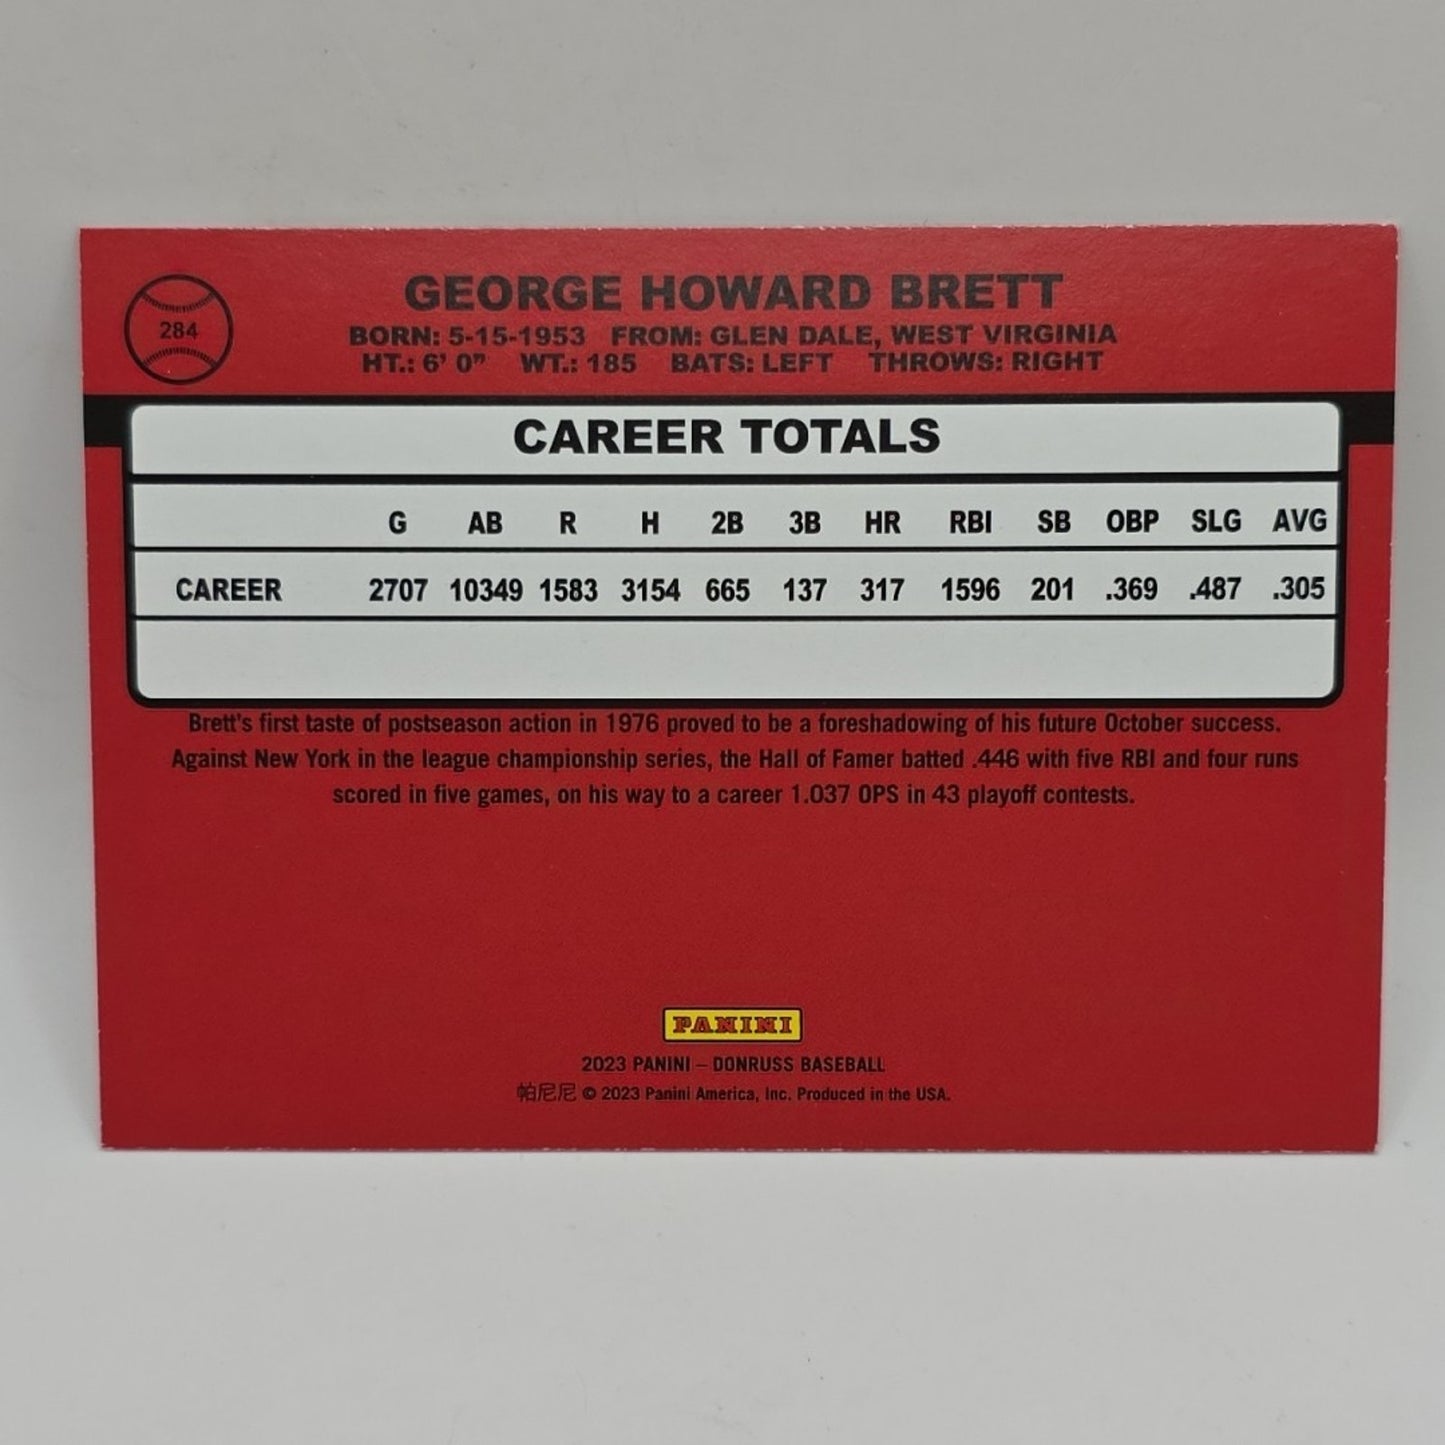 284
GEORGE HOWARD BRETT
BORN: 5-15-1953 FROM: GLEN DALE, WEST VIRGINIA
HT.: 6' 0" WT.: 185 BATS: LEFT THROWS: RIGHT
CAREER TOTALS
G AB R H 2B 3B HR RBI SB OBP SLG AVG
CAREER 2707 10349 1583 3154 665 137 317 1596 201 .369 .487 .305
Brett's first taste of postseason action in 1976 proved to be a foreshadowing of his future October success.
Against New York in the league championship series, the Hall of Famer batted .446 with five RBI and four runs
scored in five games, on his way to a career 1.037 OPS in 43 playoff contests.
PANINI
2023 PANINI – DONRUSS BASEBALL
帕尼尼 © 2023 Panini America, Inc. Produced in the USA.